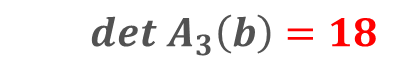 det A₃(b) = 18